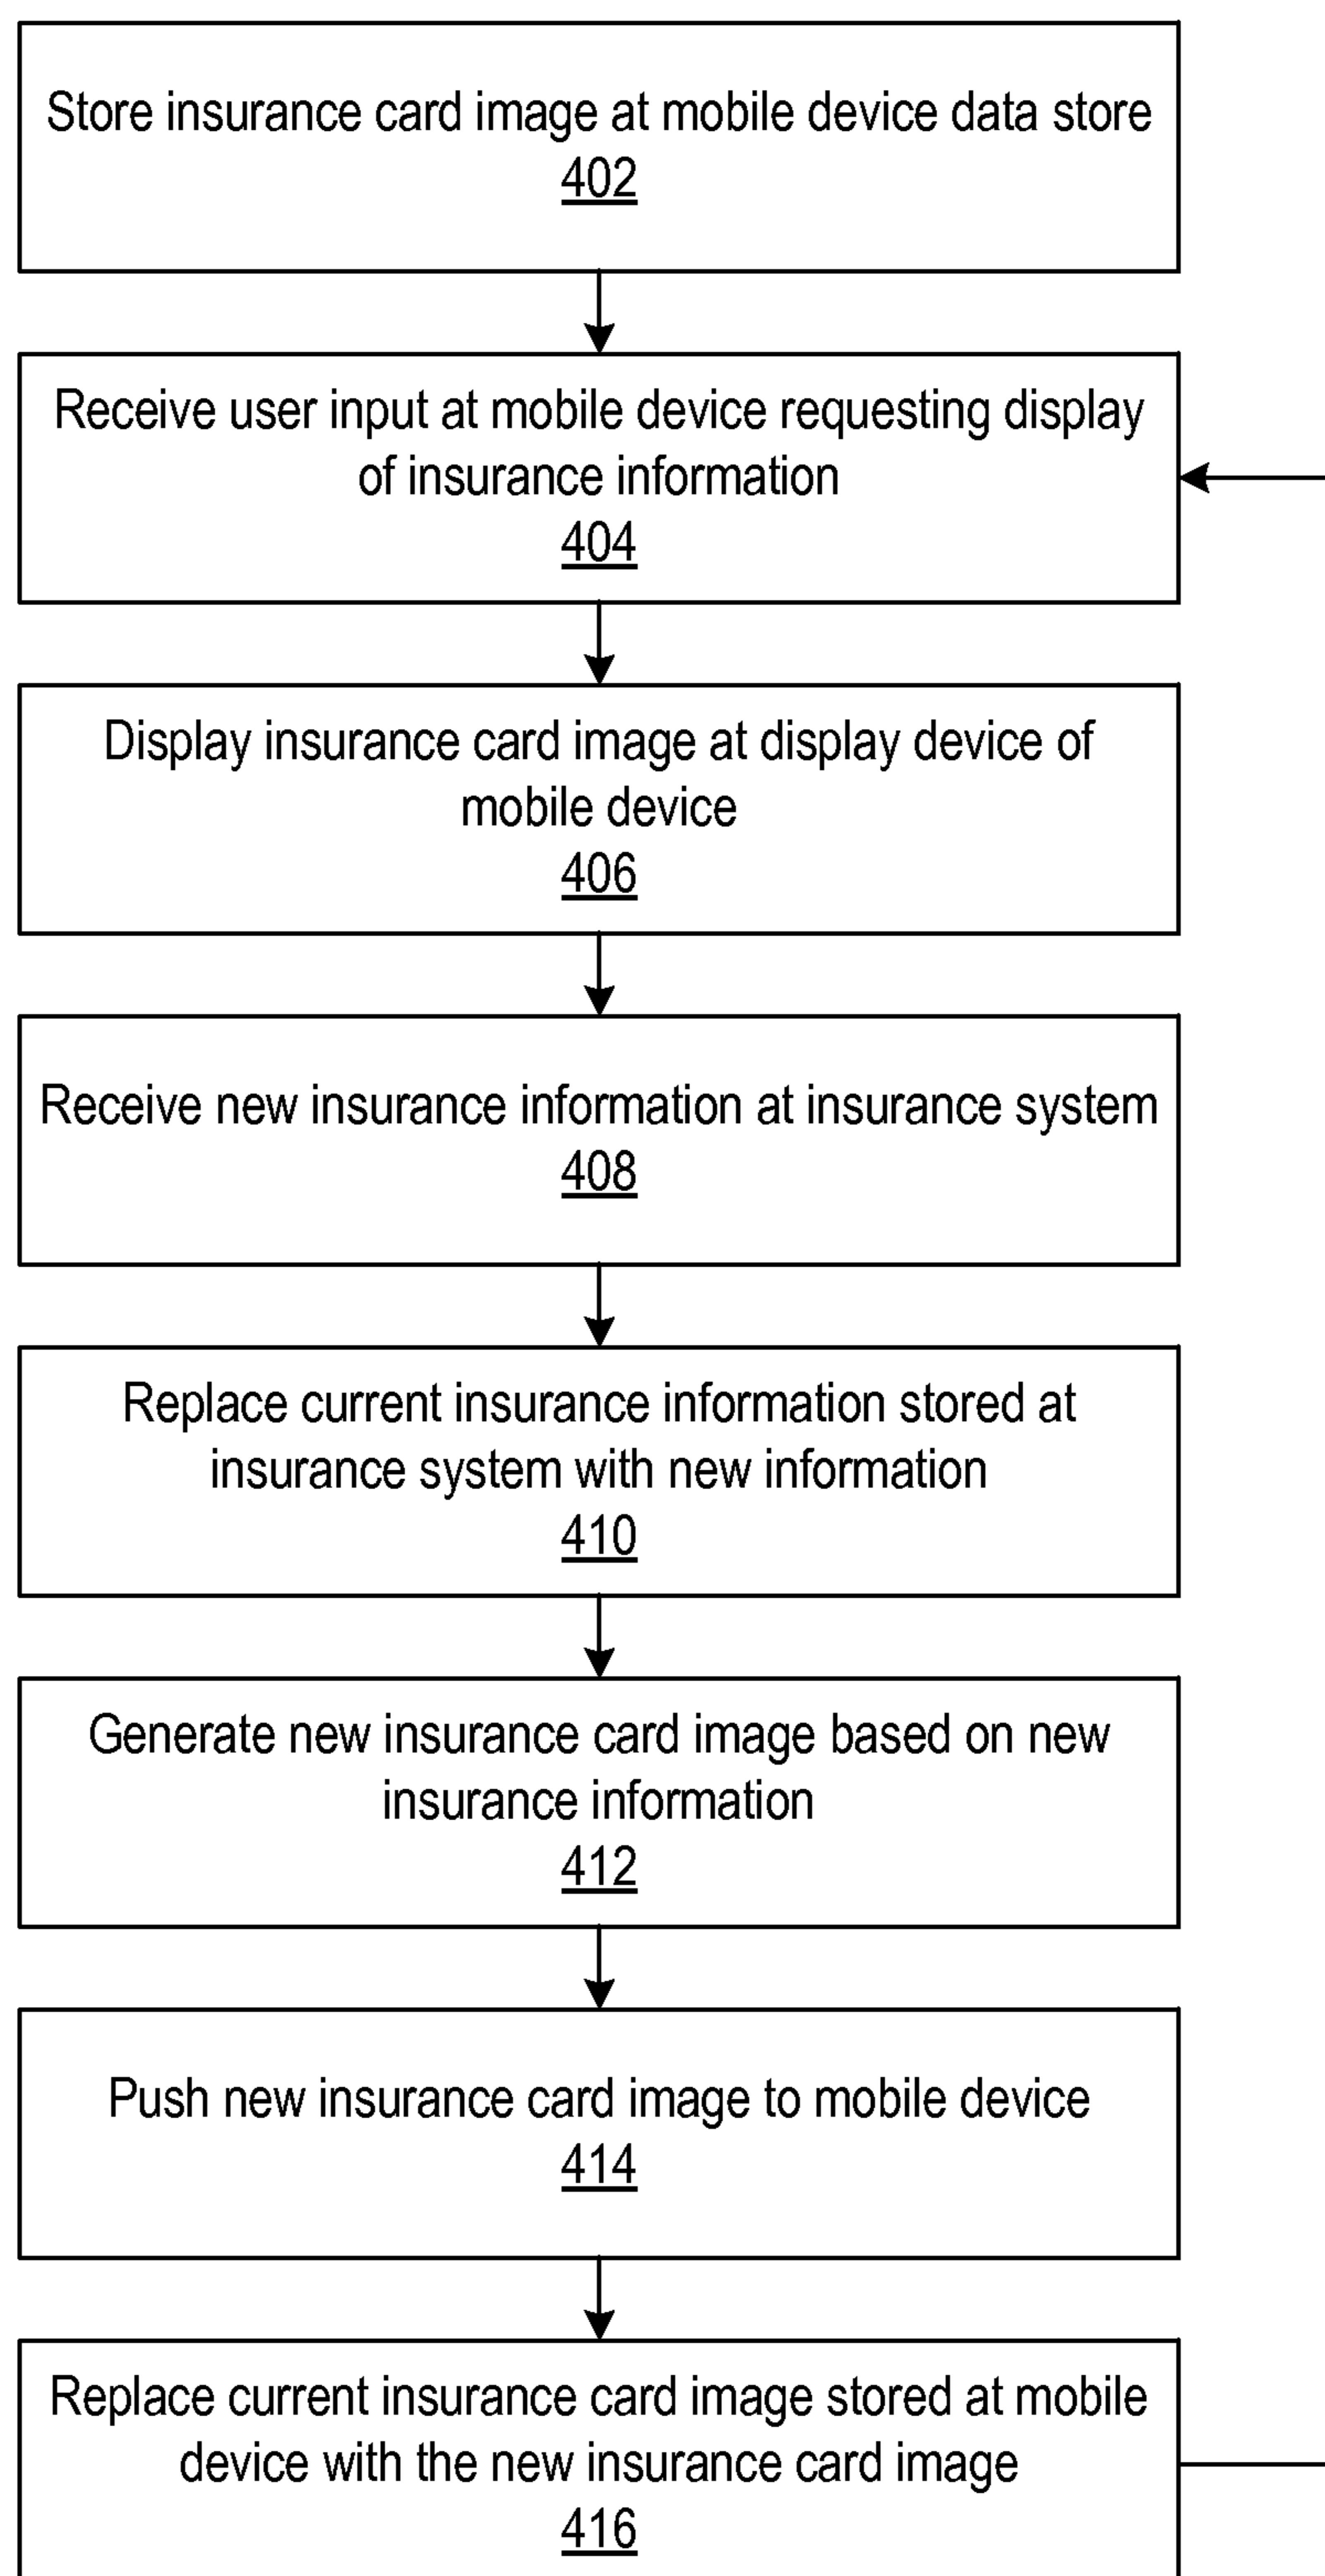 Store insurance card image at mobile device data store
402
Receive user input at mobile device requesting display
of insurance information
404
Display insurance card image at display device of
mobile device
406
Receive new insurance information at insurance system
408
Replace current insurance information stored at
insurance system with new information
410
Generate new insurance card image based on new
insurance information
412
Push new insurance card image to mobile device
414
Replace current insurance card image stored at mobile
device with the new insurance card image
416